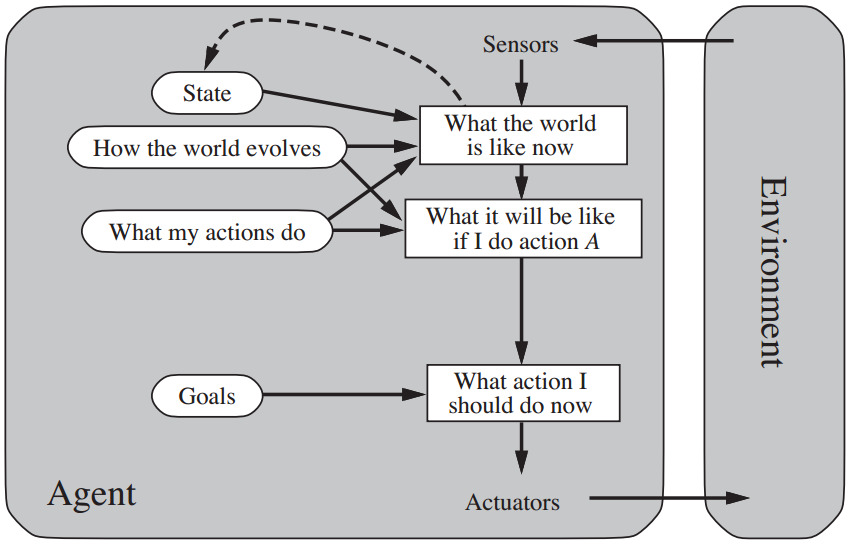 Sensors
State
What the world
is like now
How the world evolves
What it will be like
if I do action A
What my actions do
Environment
What action I
should do now
Goals
Agent
Actuators